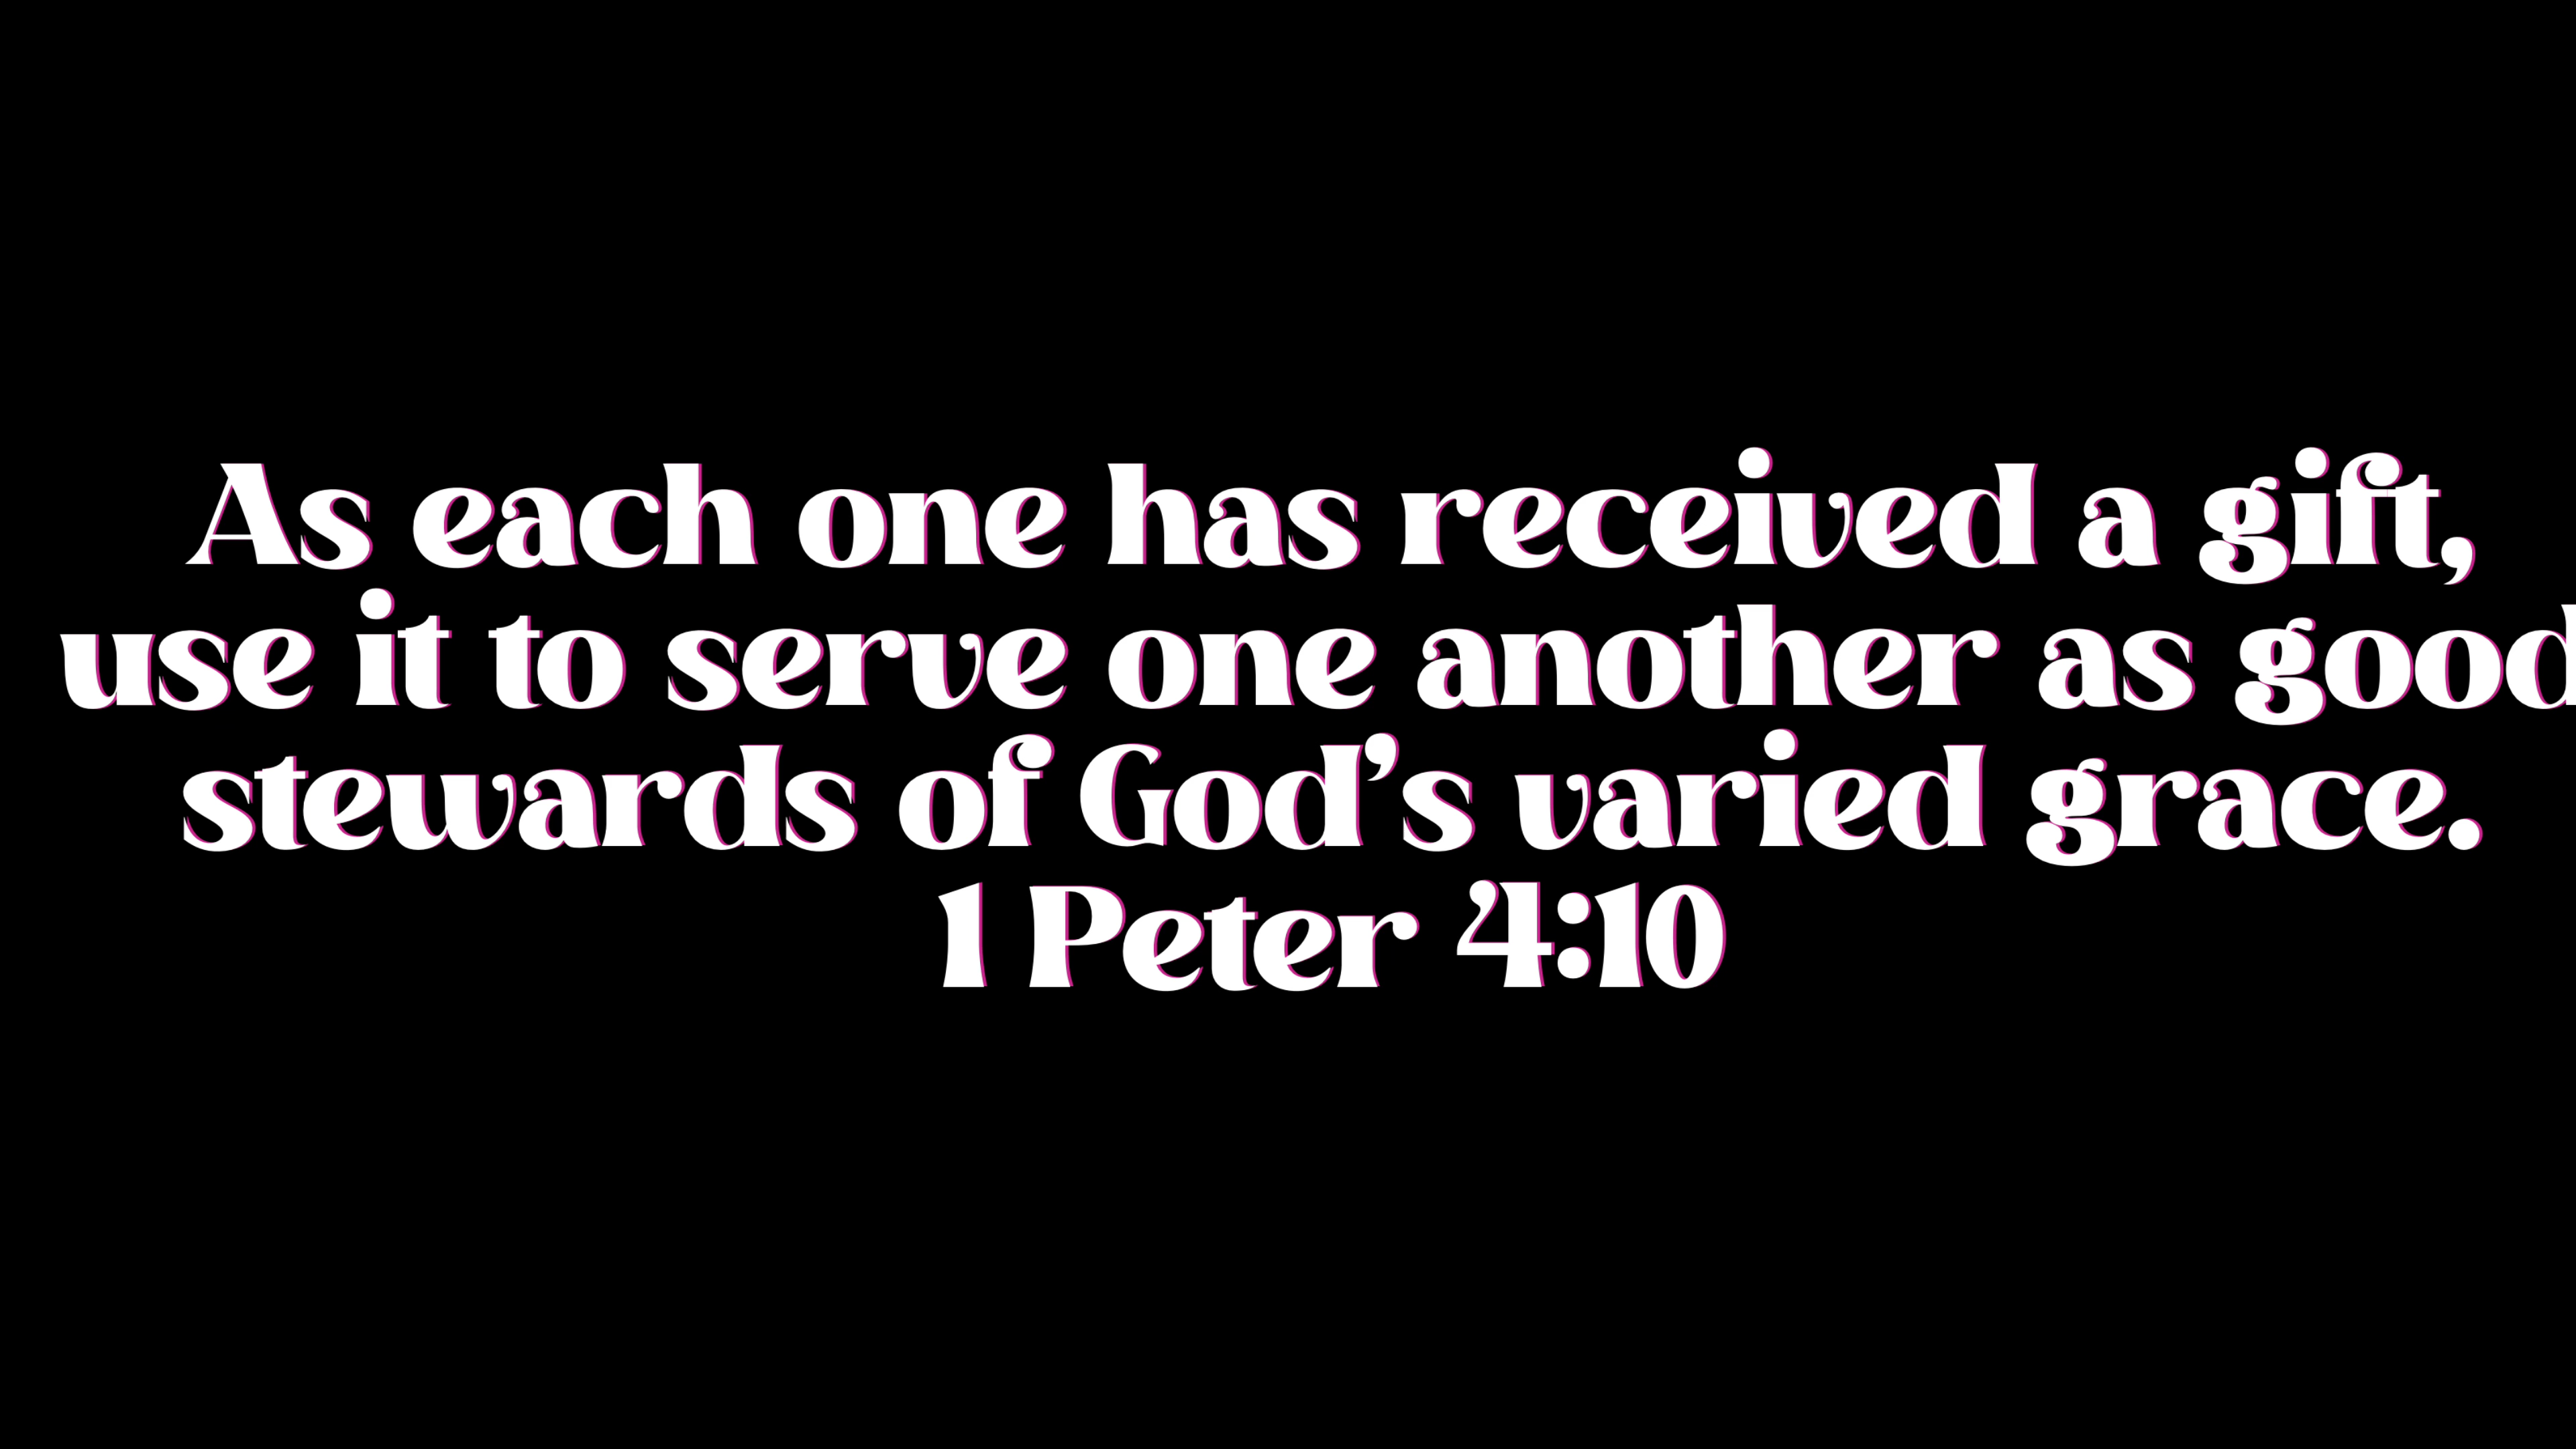 As each one has received a gift,
use it to serve one another as good
stewards of God’s varied grace.
1 Peter 4:10